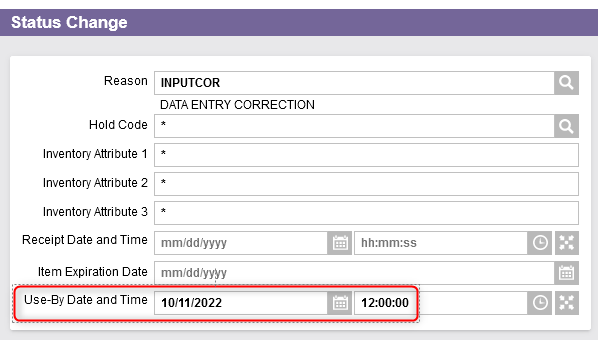 Status Change
Reason INPUTCOR
DATA ENTRY CORRECTION
Hold Code *
Inventory Attribute 1 *
Inventory Attribute 2 *
Inventory Attribute 3 *
Receipt Date and Time mm/dd/yyyy hh:mm:ss
Item Expiration Date mm/dd/yyyy
Use-By Date and Time 10/11/2022 12:00:00